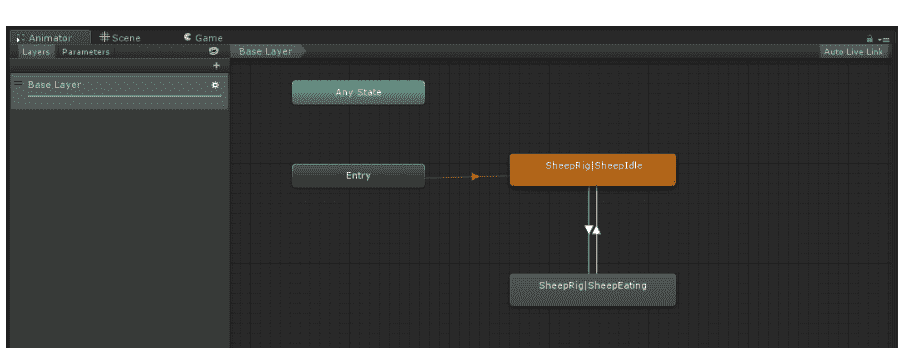 Animator Scene Game
Layers Parameters Base Layer Auto Live Link
Base Layer
Any State
SheepRig|SheepIdle
Entry
SheepRig|SheepEating